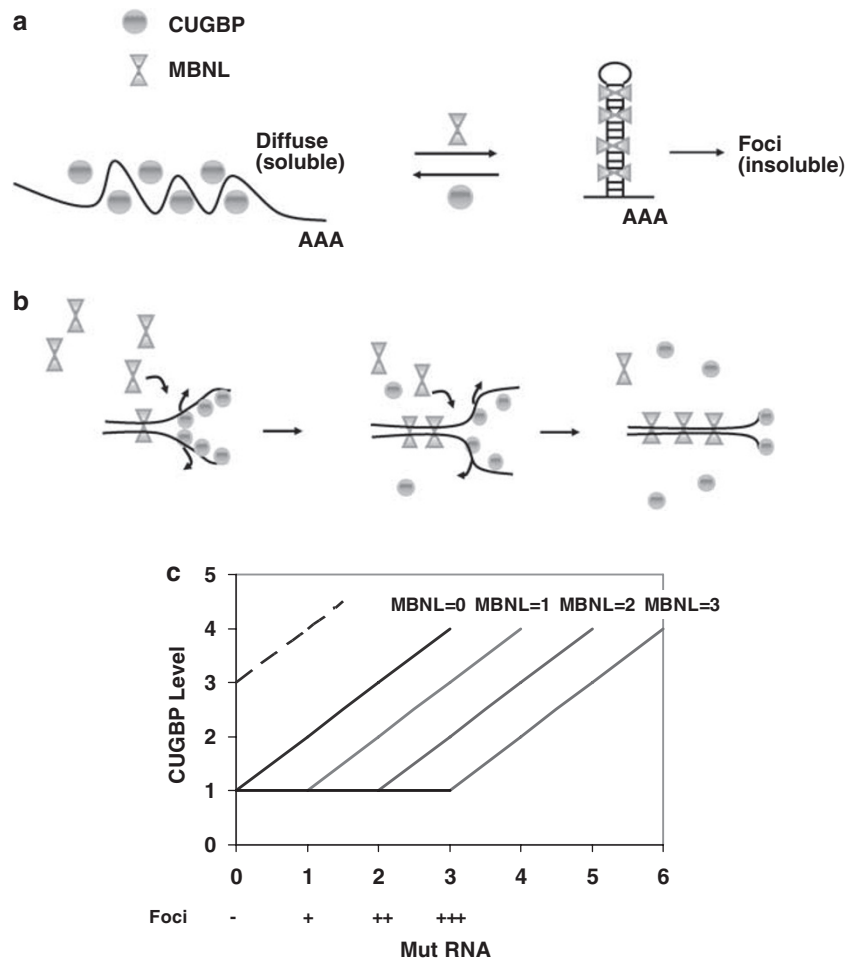 a
CUGBP
MBNL
Diffuse
(soluble)
AAA
AAA
Foci
(insoluble)
b
c
5
4
3
2
1
0
CUGBP Level
MBNL=0 MBNL=1 MBNL=2 MBNL=3
0 1 2 3 4 5 6
Foci - + ++ +++
Mut RNA